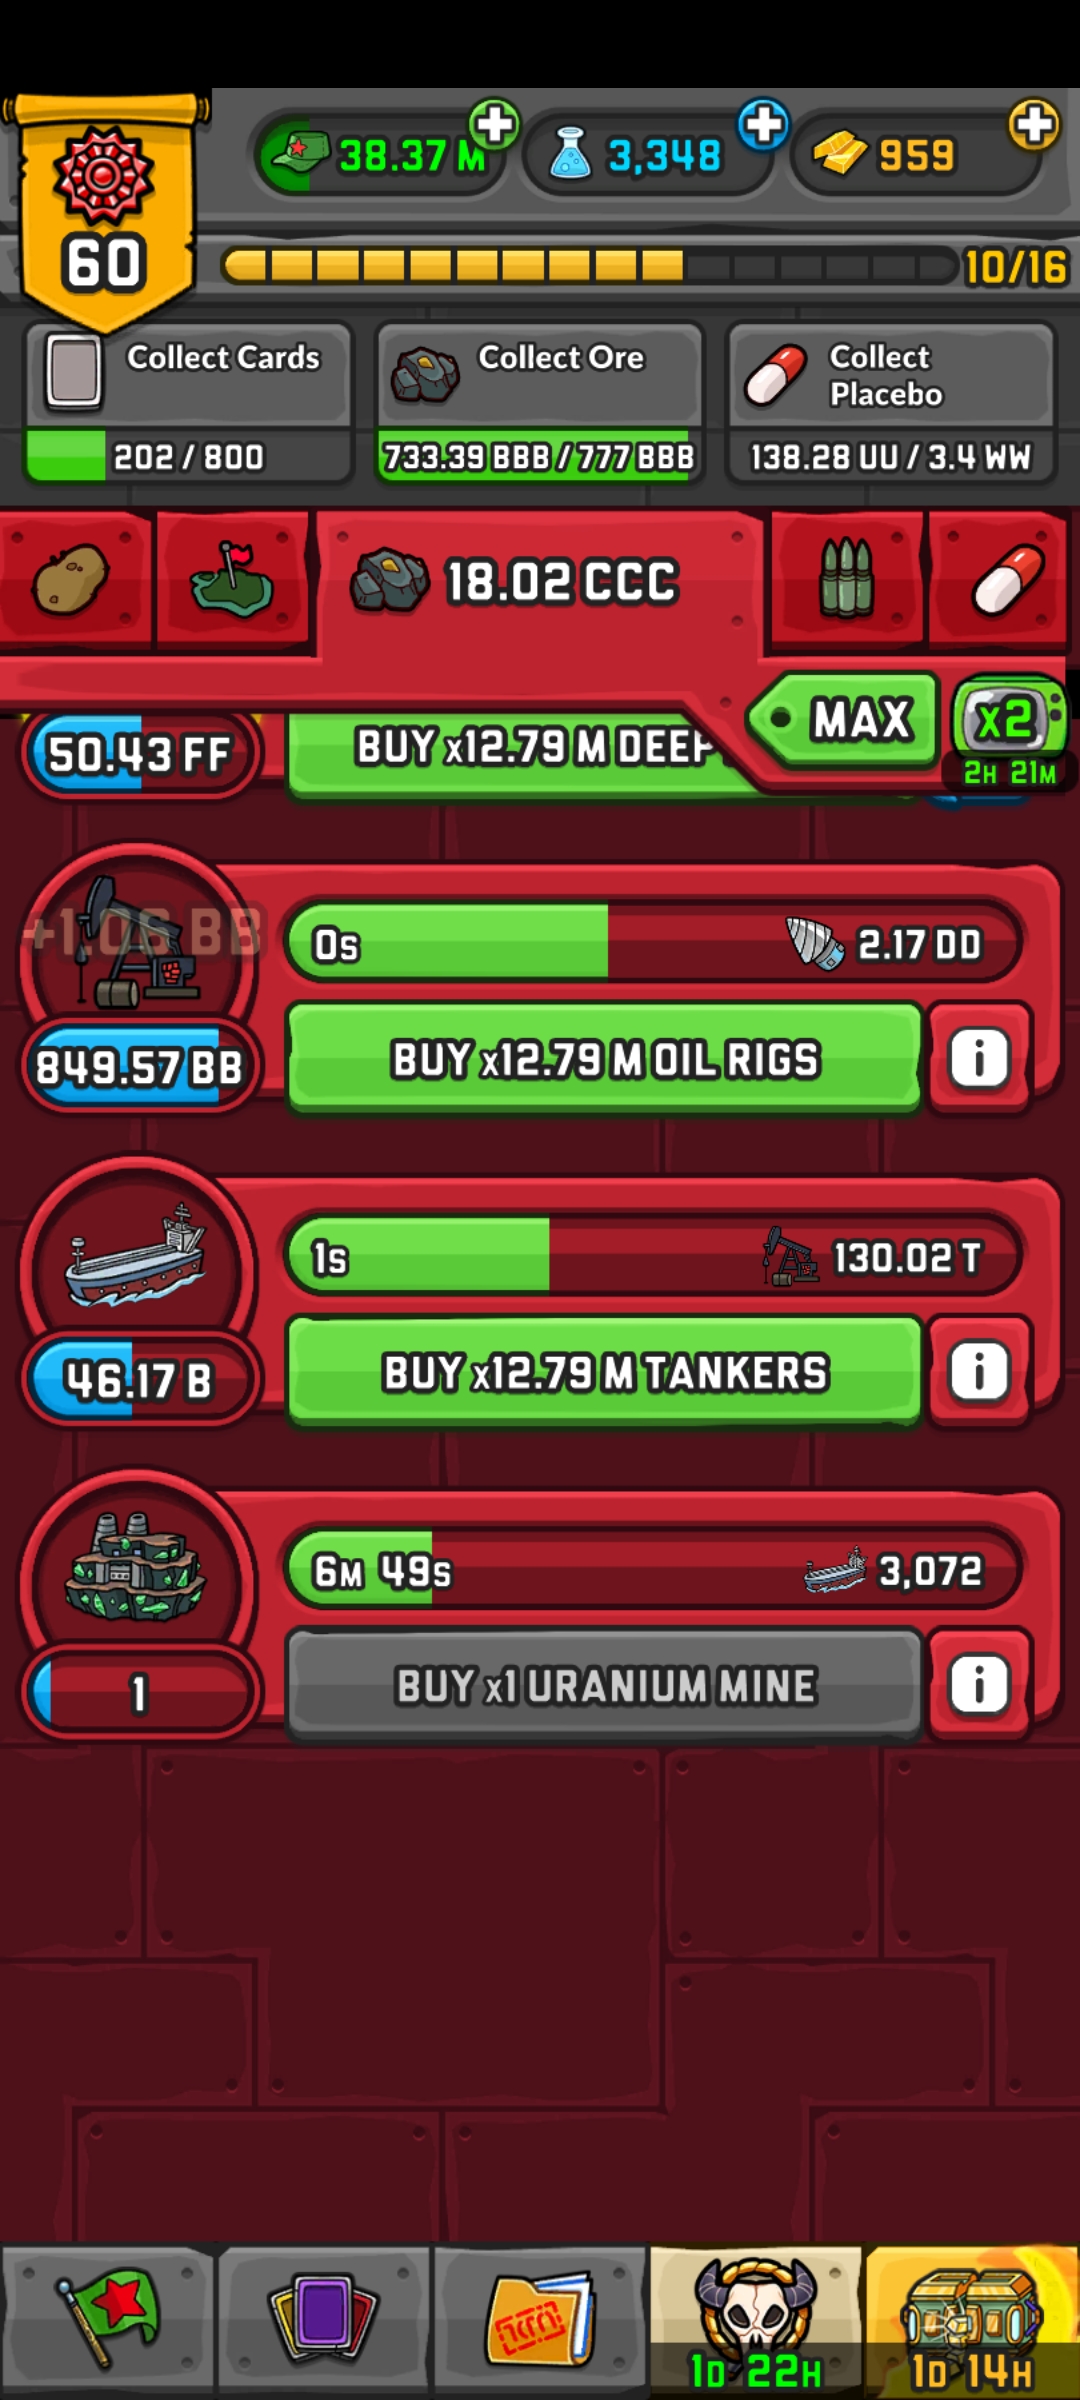 38.37 M
3,348
959
60
10/16
Collect Cards
202 / 800
Collect Ore
733.39 BBB / 777 BBB
Collect
Placebo
138.28 UU / 3.4 WW
18.02 CCC
MAX
x2
2H 21M
50.43 FF
BUY x12.79 M DEEP
+1.06 BB
0s
2.17 DD
849.57 BB
BUY x12.79 M OIL RIGS
i
1s
130.02 T
46.17 B
BUY x12.79 M TANKERS
i
6M 49s
3,072
1
BUY x1 URANIUM MINE
i
1D 22H
1D 14H